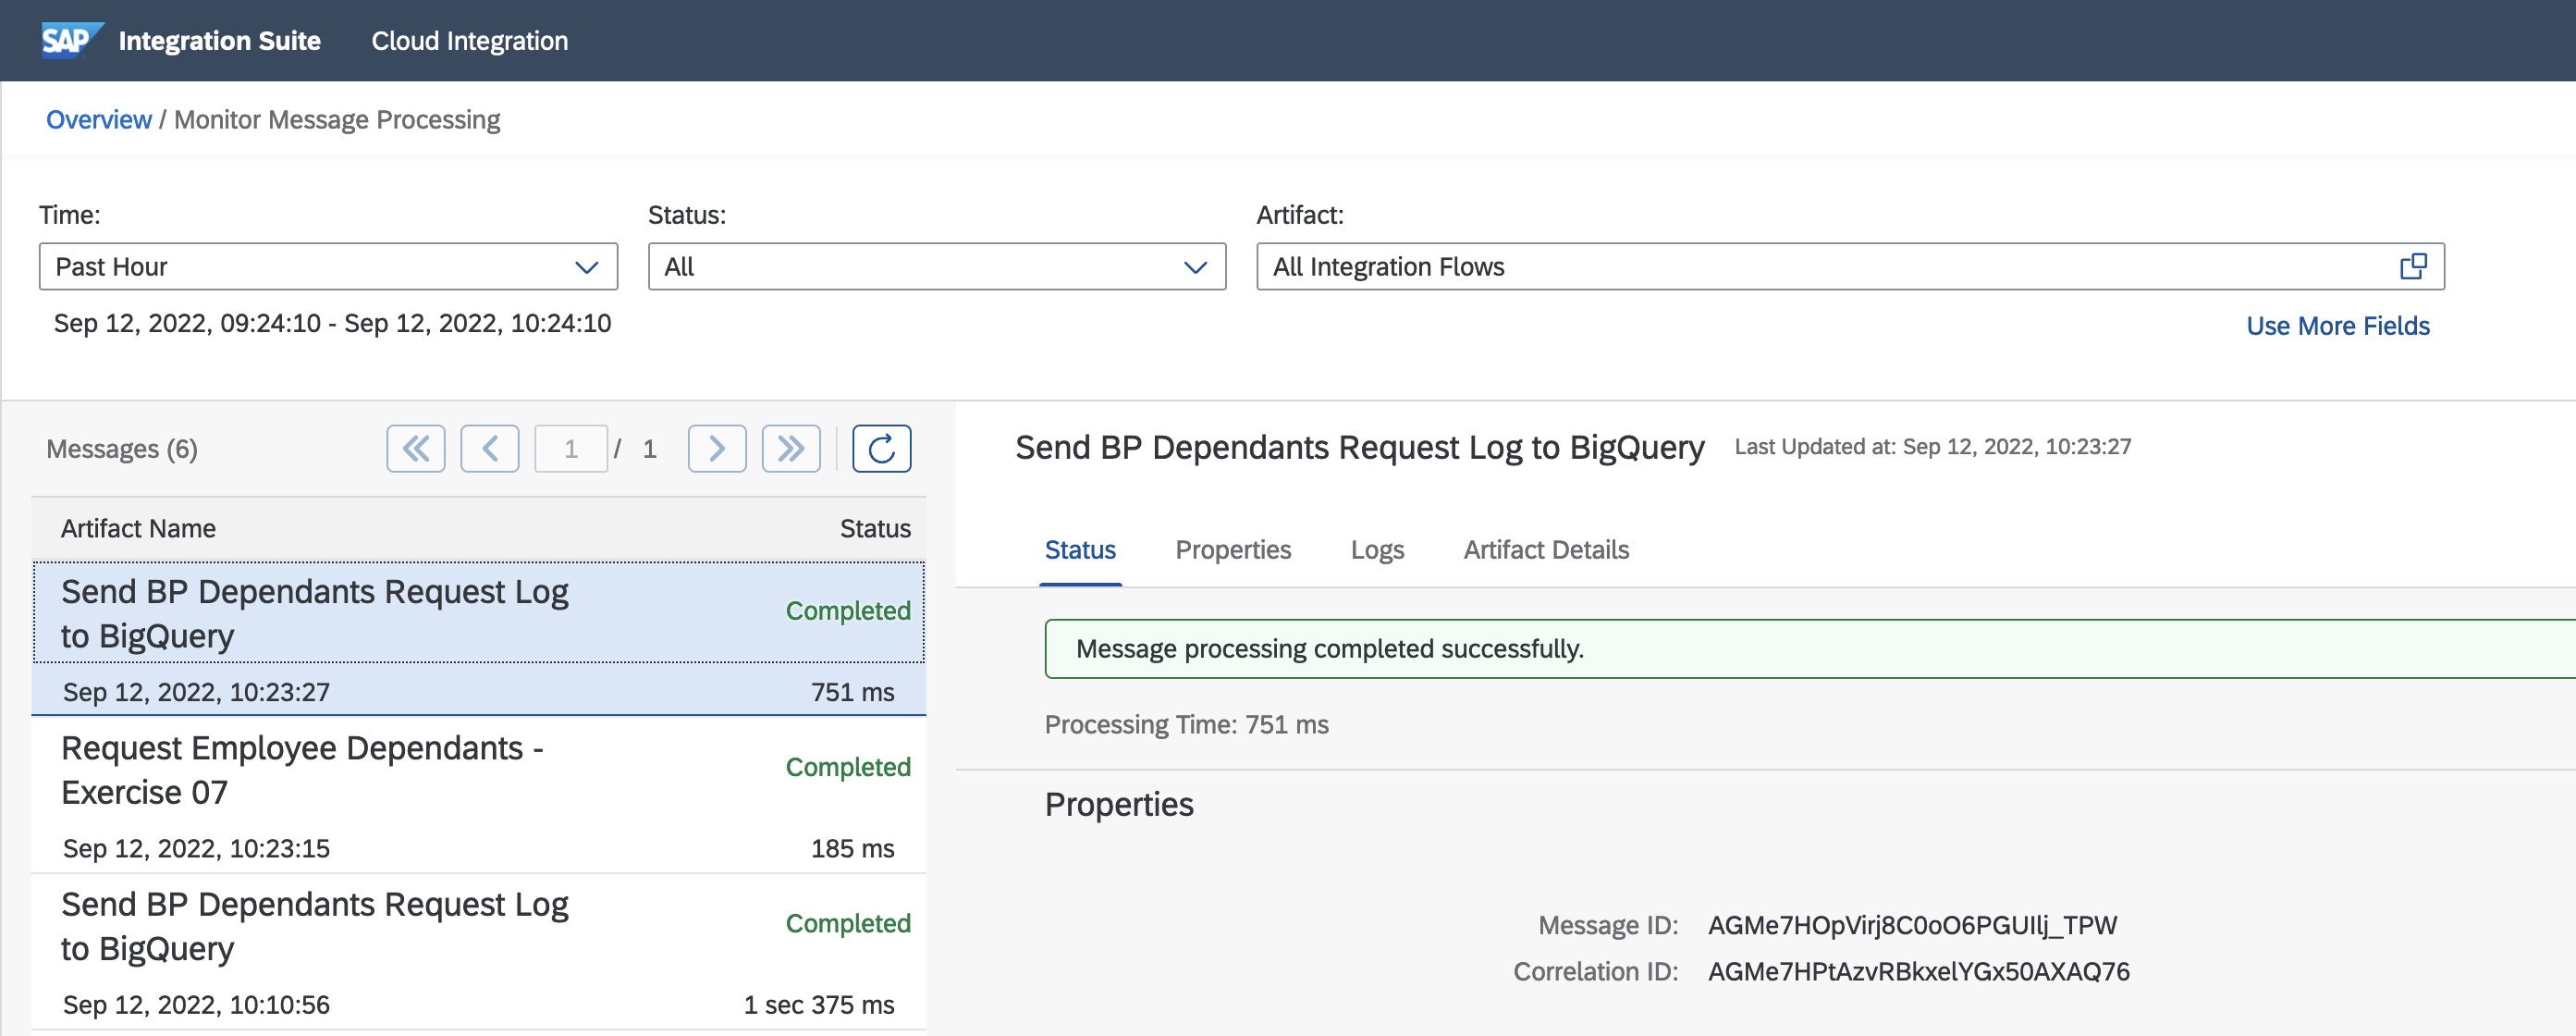 SAP Integration Suite Cloud Integration
Overview / Monitor Message Processing
Time: Status: Artifact:
Past Hour All All Integration Flows
Sep 12, 2022, 09:24:10 - Sep 12, 2022, 10:24:10
Use More Fields
Messages (6) 1 / 1
Artifact Name Status
Send BP Dependants Request Log
to BigQuery
Completed
Sep 12, 2022, 10:23:27 751 ms
Request Employee Dependants -
Exercise 07
Completed
Sep 12, 2022, 10:23:15 185 ms
Send BP Dependants Request Log
to BigQuery
Completed
Sep 12, 2022, 10:10:56 1 sec 375 ms
Send BP Dependants Request Log to BigQuery Last Updated at: Sep 12, 2022, 10:23:27
Status Properties Logs Artifact Details
Message processing completed successfully.
Processing Time: 751 ms
Properties
Message ID: AGMe7HOpVirj8C0oO6PGUIlj_TPW
Correlation ID: AGMe7HPtAzvRBkxelYGx50AXAQ76